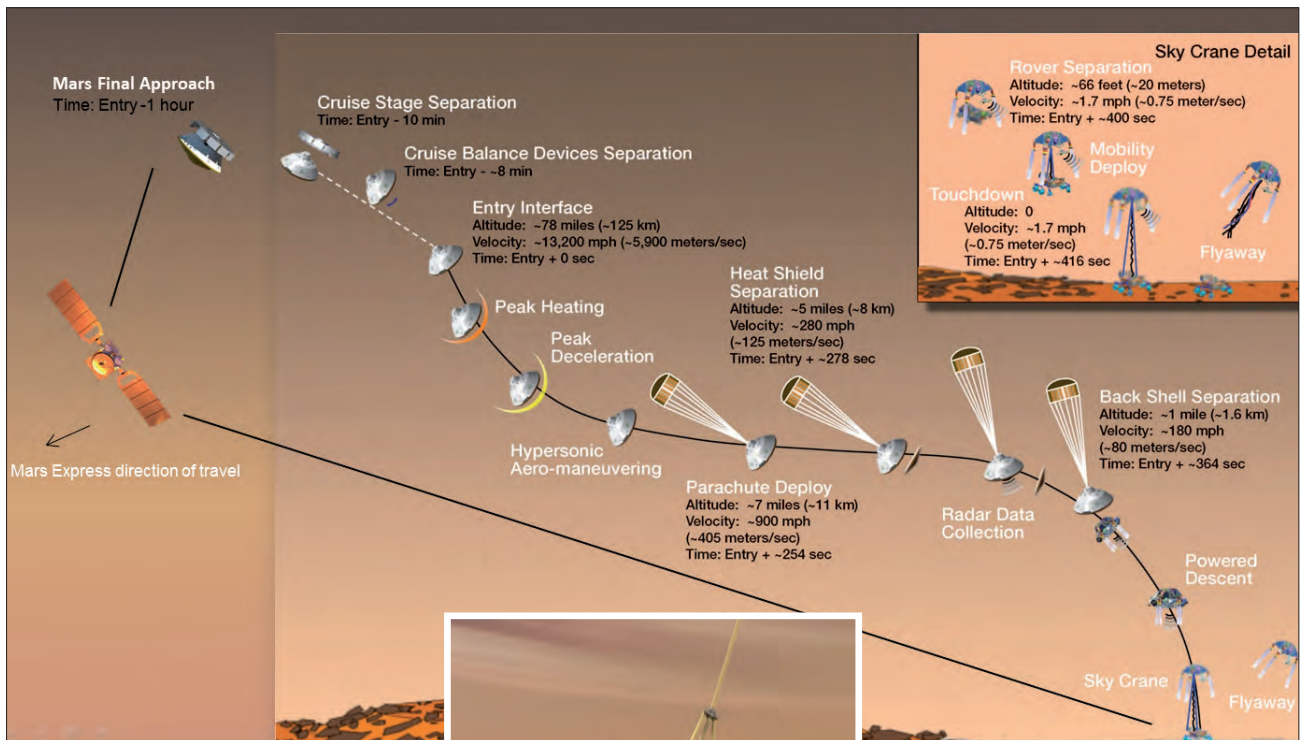 Mars Final Approach
Time: Entry -1 hour
Cruise Stage Separation
Time: Entry - 10 min
Cruise Balance Devices Separation
Time: Entry - ~8 min
Entry Interface
Altitude: ~78 miles (~125 km)
Velocity: ~13,200 mph (~5,900 meters/sec)
Time: Entry + 0 sec
Peak Heating
Peak
Deceleration
Hypersonic
Aero-maneuvering
Parachute Deploy
Altitude: ~7 miles (~11 km)
Velocity: ~900 mph
(~405 meters/sec)
Time: Entry + ~254 sec
Heat Shield
Separation
Altitude: ~5 miles (~8 km)
Velocity: ~280 mph
(~125 meters/sec)
Time: Entry + ~278 sec
Radar Data
Collection
Back Shell Separation
Altitude: ~1 mile (~1.6 km)
Velocity: ~180 mph
(~80 meters/sec)
Time: Entry + ~364 sec
Powered
Descent
Sky Crane
Flyaway
Mars Express direction of travel
Sky Crane Detail
Rover Separation
Altitude: ~66 feet (~20 meters)
Velocity: ~1.7 mph (~0.75 meter/sec)
Time: Entry + ~400 sec
Mobility
Deploy
Touchdown
Altitude: 0
Velocity: ~1.7 mph
(~0.75 meter/sec)
Time: Entry + ~416 sec
Flyaway